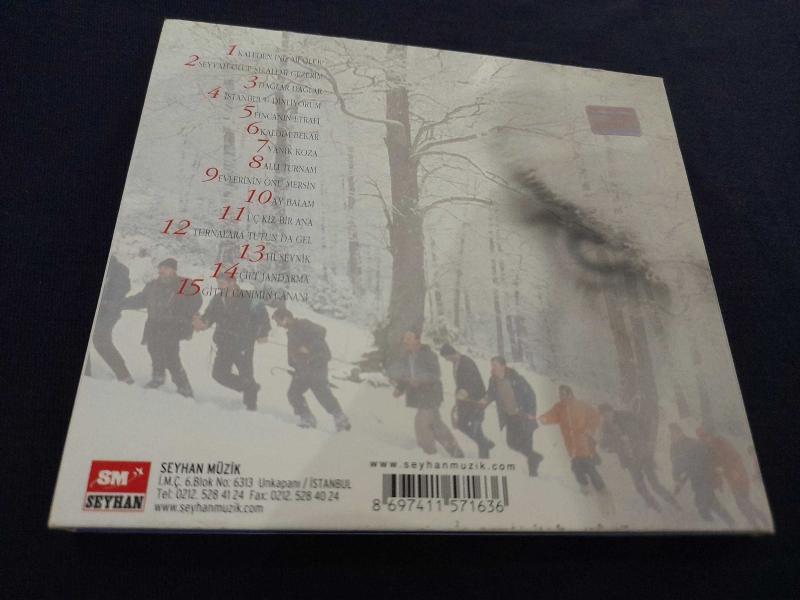 1 KALEDEN İNİŞ Mİ OLUR
2 SEYYAH OLUP ŞU ALEMİ GEZERİM
3 DAĞLAR DAĞLAR
4 İSTANBUL'U DİNLİYORUM
5 FİNCANIN ETRAFI
6 KALDIM BEKAR
7 YANIK KOZA
8 ALLI TURNAM
9 EVLERİNİN ÖNÜ MERSİN
10 AY BALAM
11 ÜÇ KIZ BİR ANA
12 TURNALARA TUTUN DA GEL
13 HÜSEYNİK
14 ÇİFT JANDARMA
15 GİTTİ CANIMIN CANANI
www.seyhanmuzik.com
8 697411 571636
SM
SEYHAN
SEYHAN MÜZİK
İ.M.Ç. 6.Blok No: 6313 Unkapanı / İSTANBUL
Tel: 0212. 528 41 24 Fax: 0212. 528 40 24
www.seyhanmuzik.com